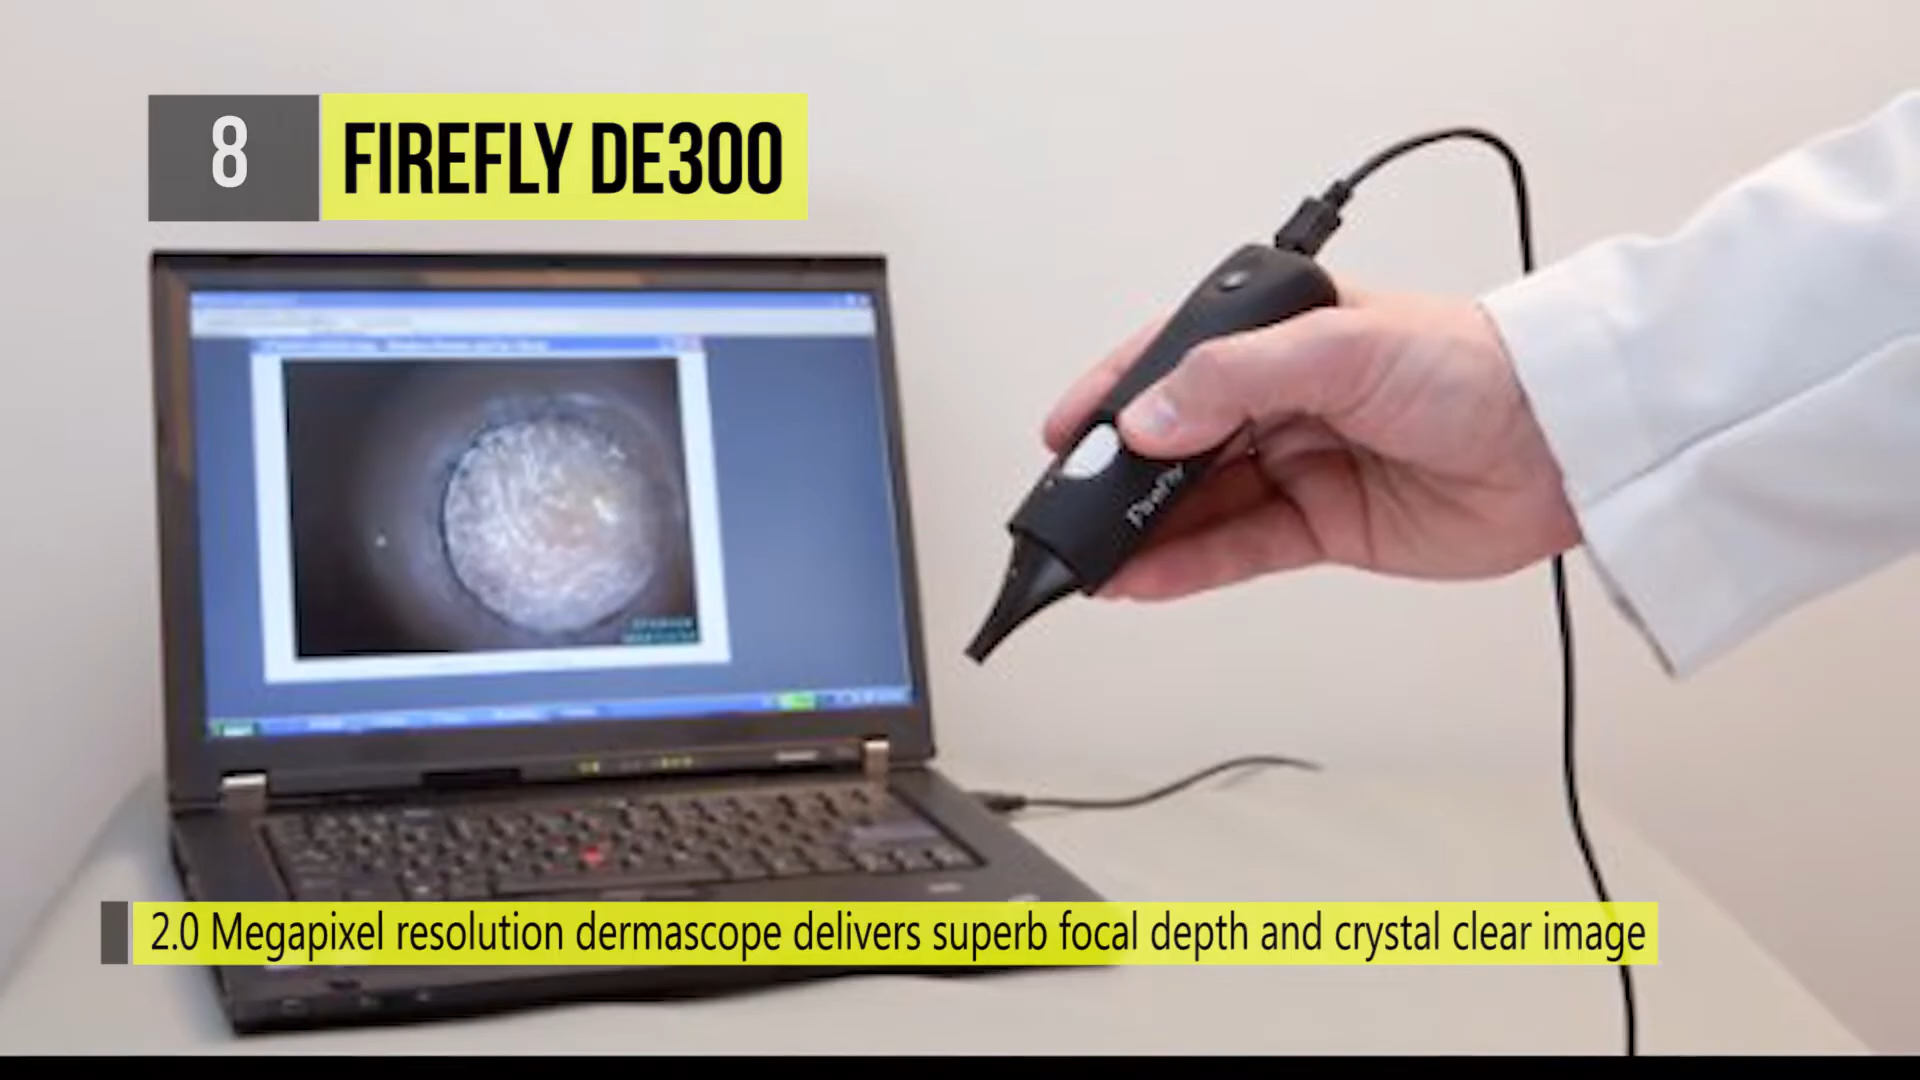 8
FIREFLY DE300
Firefly
2.0 Megapixel resolution dermascope delivers superb focal depth and crystal clear image